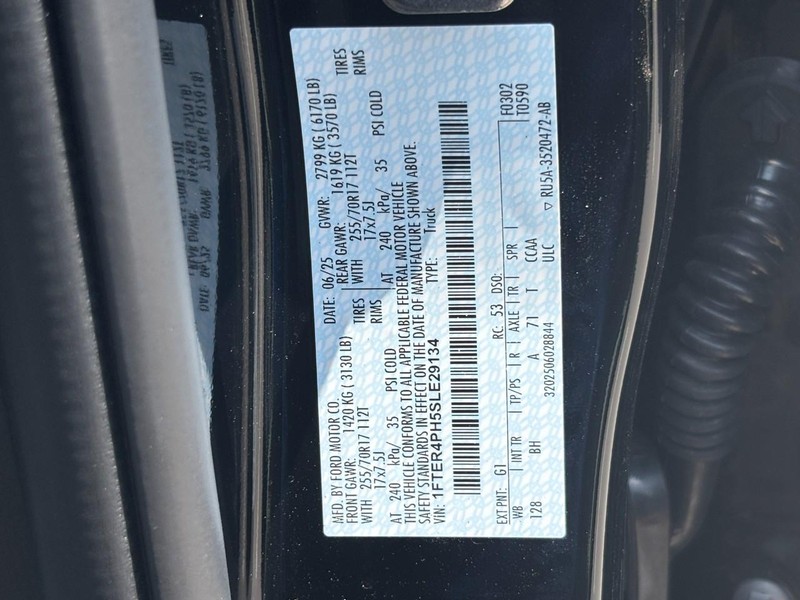 MFD. BY FORD MOTOR CO. DATE: 06/25 GVWR: 2799 KG ( 6170 LB)
FRONT GAWR: 1420 KG ( 3130 LB) REAR GAWR: 1619 KG ( 3570 LB)
WITH 255/70R17 112T TIRES WITH 255/70R17 112T TIRES
17x7.5J RIMS 17x7.5J RIMS
AT 240 kPa/ 35 PSI COLD AT 240 kPa/ 35 PSI COLD
THIS VEHICLE CONFORMS TO ALL APPLICABLE FEDERAL MOTOR VEHICLE
SAFETY STANDARDS IN EFFECT ON THE DATE OF MANUFACTURE SHOWN ABOVE.
VIN: 1FTER4PH5SLE29134 TYPE: Truck
F0302
EXT PNT: G1 RC: 53 DSO: T0590
WB INT TR TP/PS R AXLE TR SPR
128 BH A 71 T CCAA
ULC
3202506028844 ▽ RU5A-3520472-AB